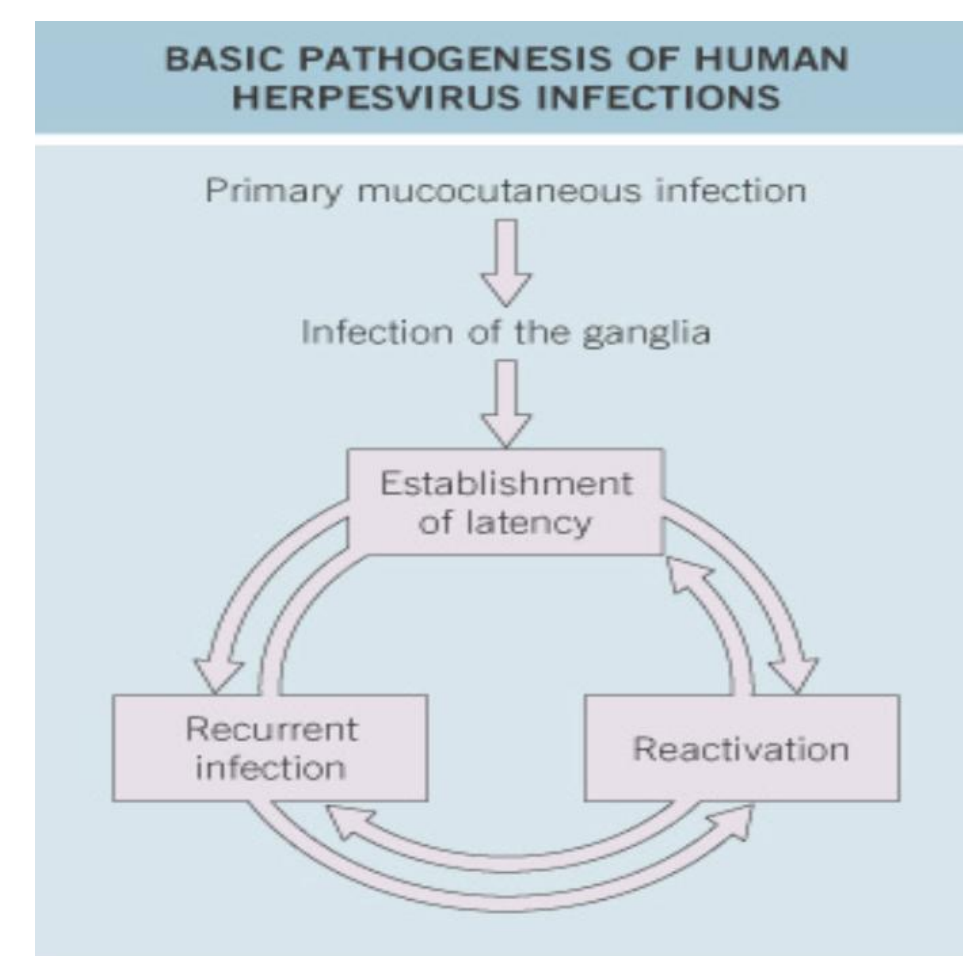 BASIC PATHOGENESIS OF HUMAN
HERPESVIRUS INFECTIONS
Primary mucocutaneous infection
Infection of the ganglia
Establishment
of latency
Recurrent
infection
Reactivation